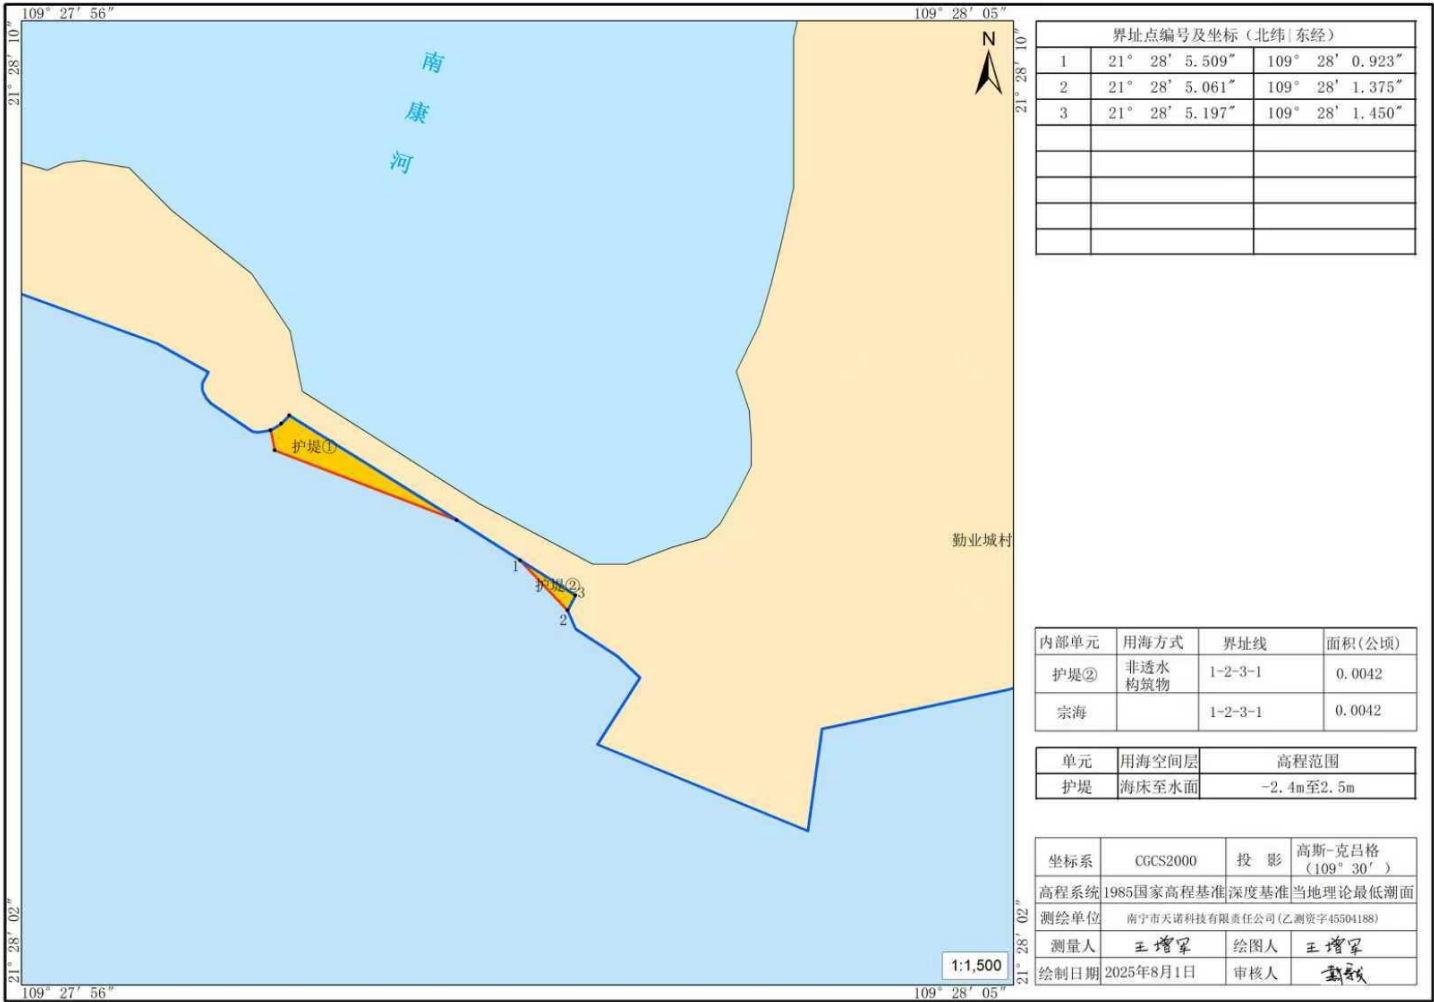 109° 27′ 56″
109° 28′ 05″
21° 28′ 10″
21° 28′ 10″
N
南
康
河
护堤①
护堤②
1
3
2
勤业城村
1:1,500
21° 28′ 02″
21° 28′ 02″
109° 27′ 56″
109° 28′ 05″
界址点编号及坐标（北纬|东经）
1 21° 28′ 5.509″ 109° 28′ 0.923″
2 21° 28′ 5.061″ 109° 28′ 1.375″
3 21° 28′ 5.197″ 109° 28′ 1.450″
内部单元 用海方式 界址线 面积(公顷)
护堤② 非透水 1-2-3-1 0.0042
构筑物
宗海 1-2-3-1 0.0042
单元 用海空间层 高程范围
护堤 海床至水面 -2.4m至2.5m
坐标系 CGCS2000 投 影 高斯-克吕格
（109° 30′ ）
高程系统 1985国家高程基准 深度基准 当地理论最低潮面
测绘单位 南宁市天诺科技有限责任公司(乙测资字45504188)
测量人 王增军 绘图人 王增军
绘制日期 2025年8月1日 审核人